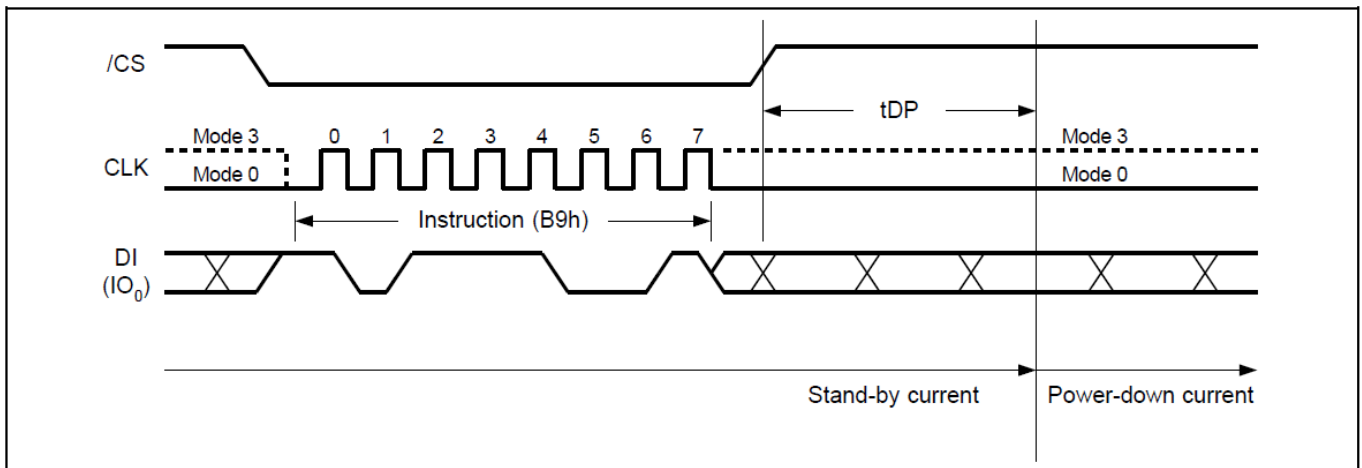 /CS
tDP
Mode 3 0 1 2 3 4 5 6 7 Mode 3
CLK
Mode 0 Mode 0
Instruction (B9h)
DI
(IO₀)
Stand-by current Power-down current